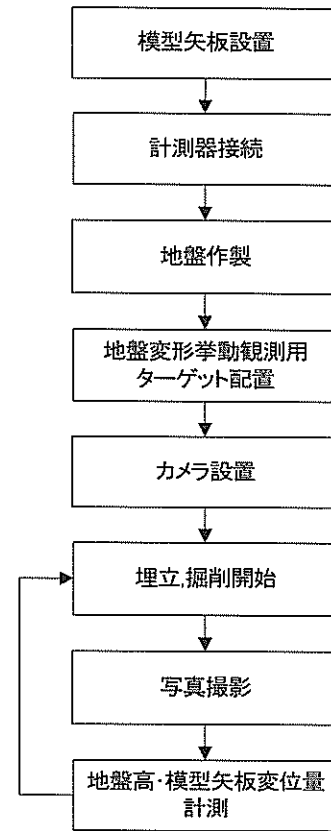 模型矢板設置
計測器接続
地盤作製
地盤変形挙動観測用
ターゲット配置
カメラ設置
埋立,掘削開始
写真撮影
地盤高・模型矢板変位量
計測